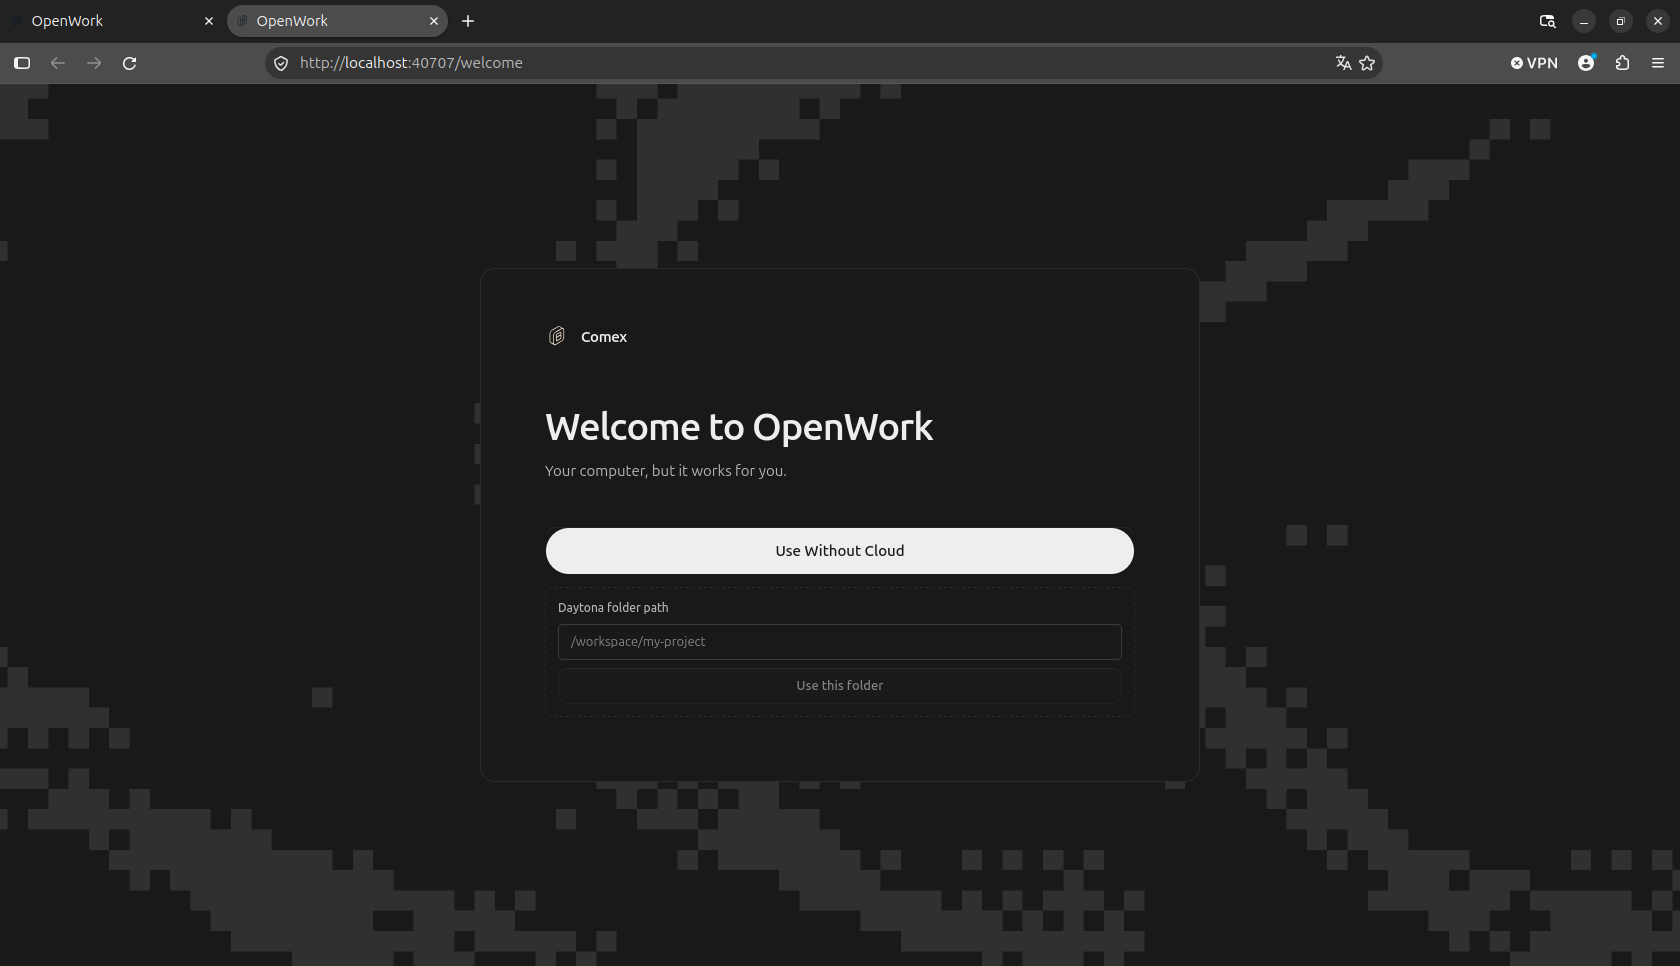 OpenWork
OpenWork
http://localhost:40707/welcome
VPN
Comex
Welcome to OpenWork
Your computer, but it works for you.
Use Without Cloud
Daytona folder path
/workspace/my-project
Use this folder